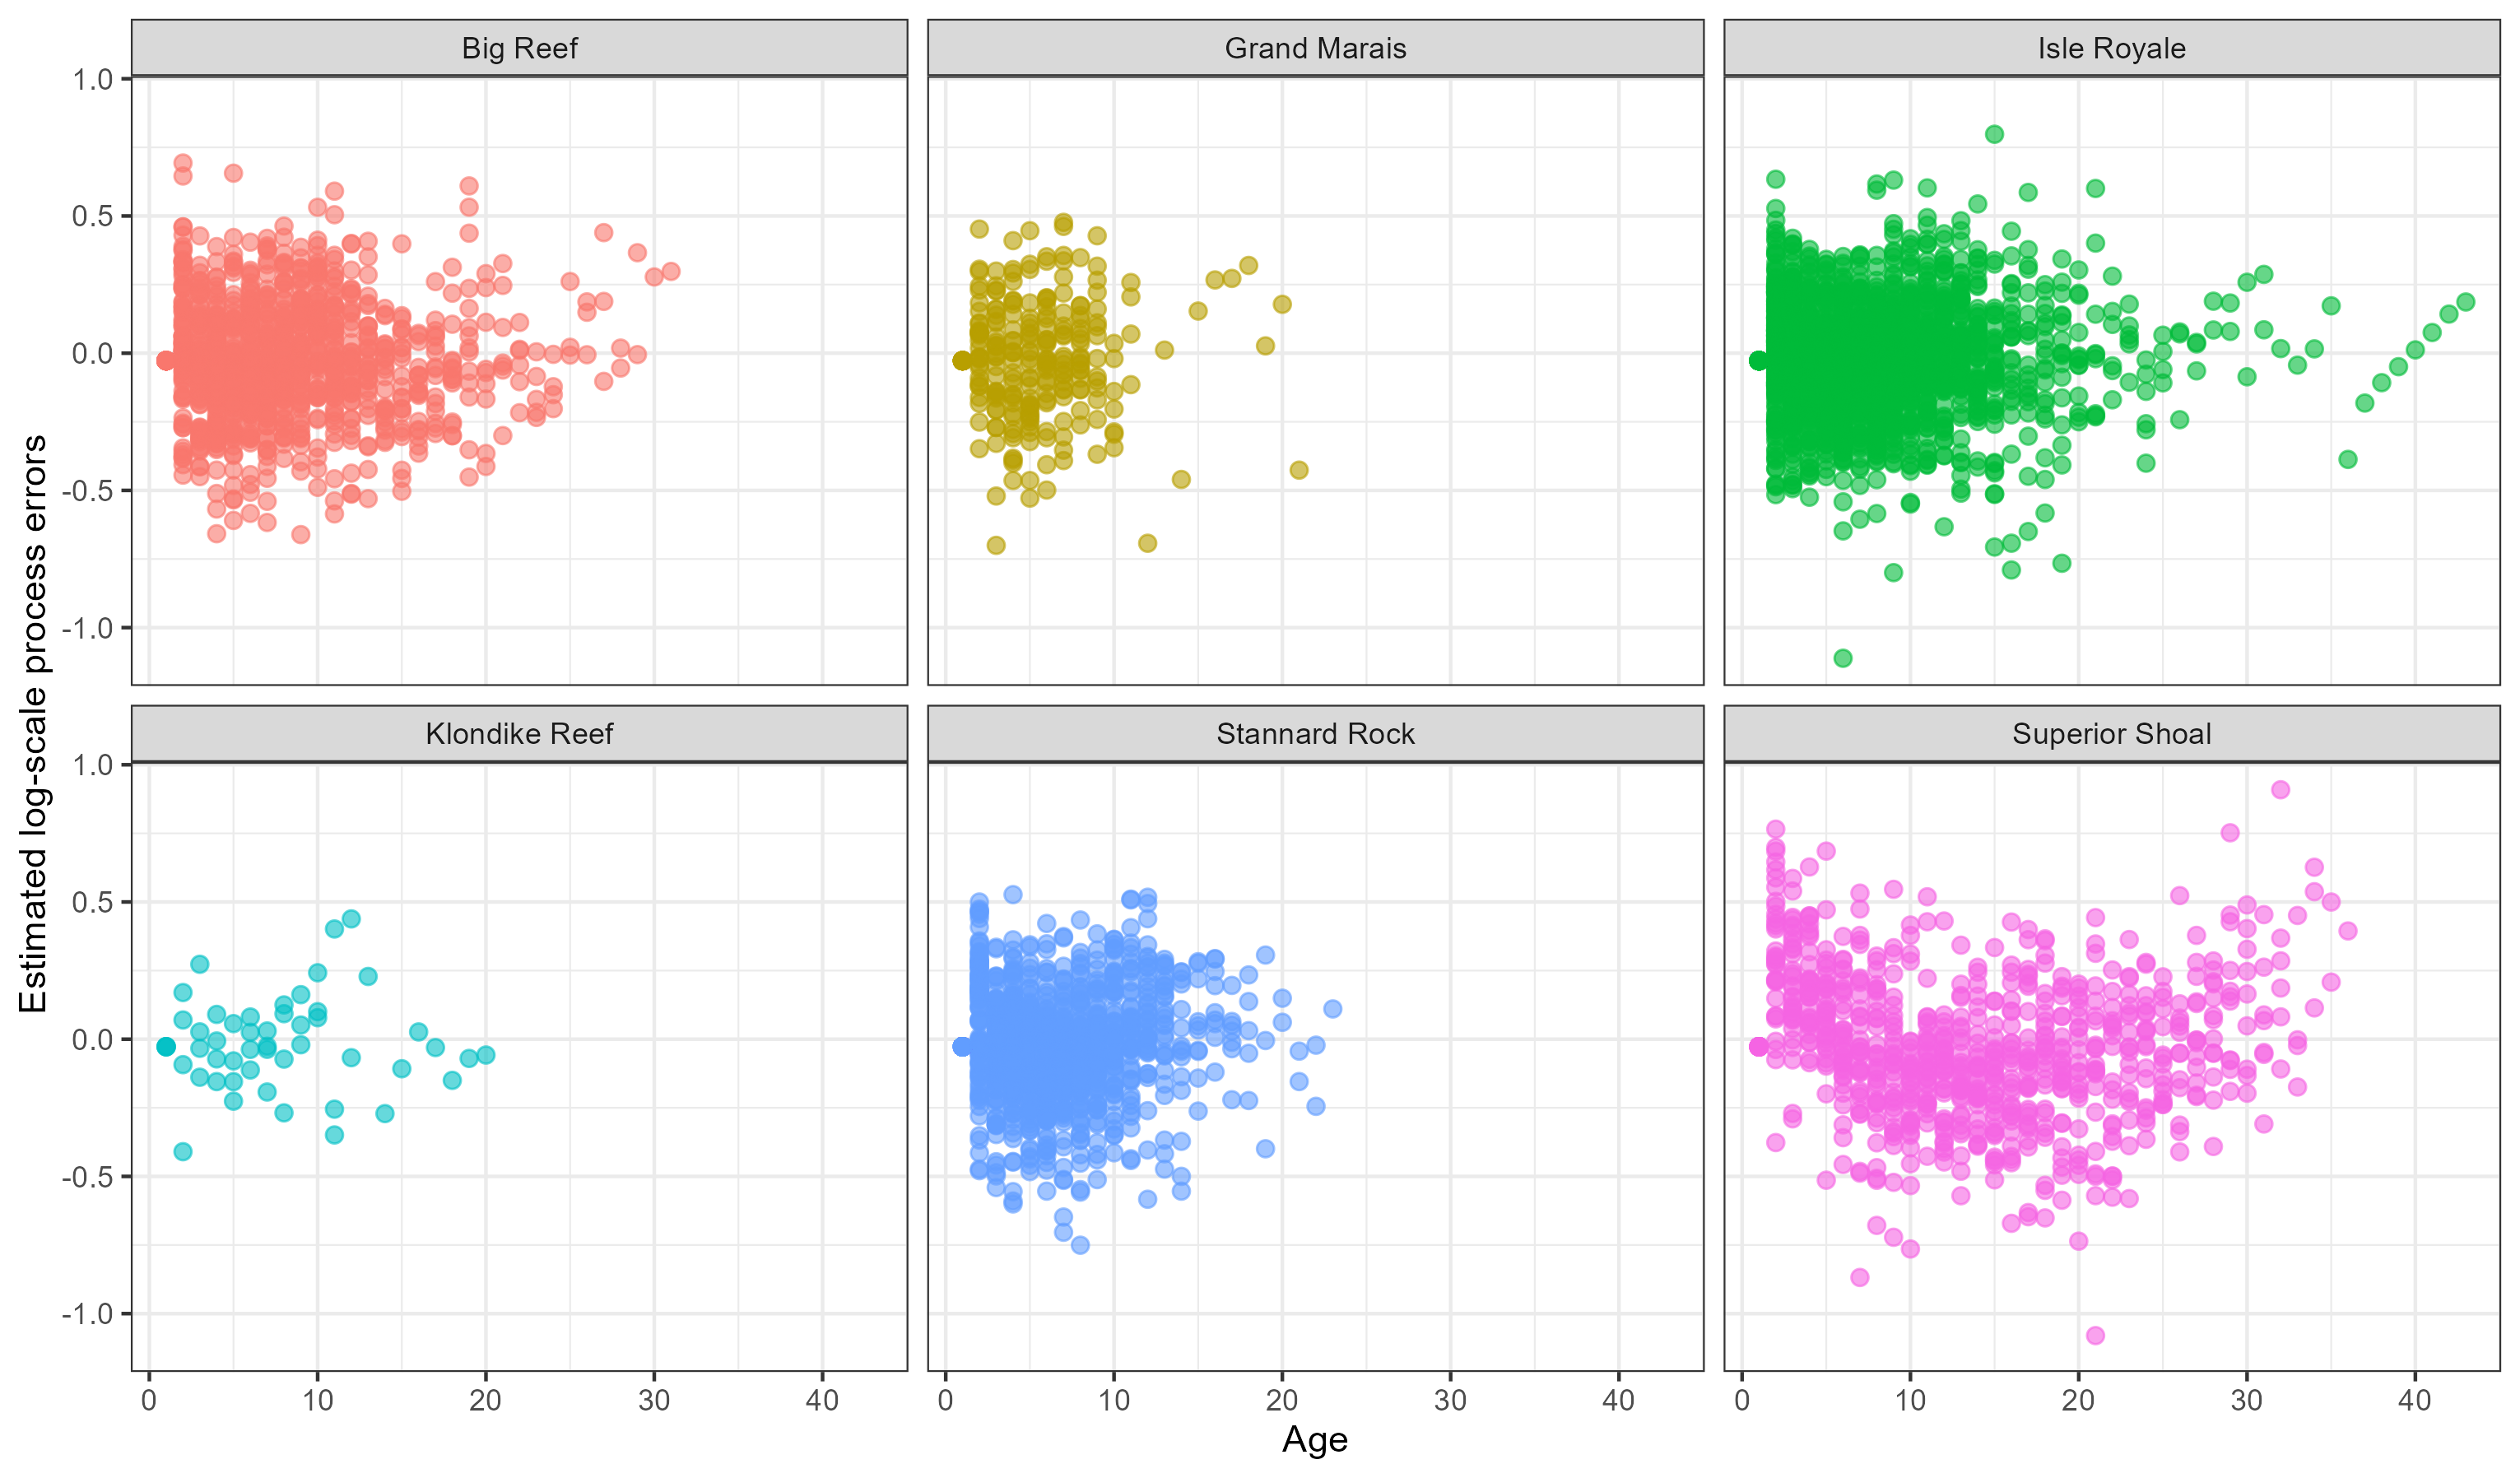 Big Reef
Grand Marais
Isle Royale
1.0
0.5
0.0
-0.5
-1.0
Klondike Reef
Stannard Rock
Superior Shoal
1.0
0.5
0.0
-0.5
-1.0
0 10 20 30 40
0 10 20 30 40
0 10 20 30 40
Age
Estimated log-scale process errors